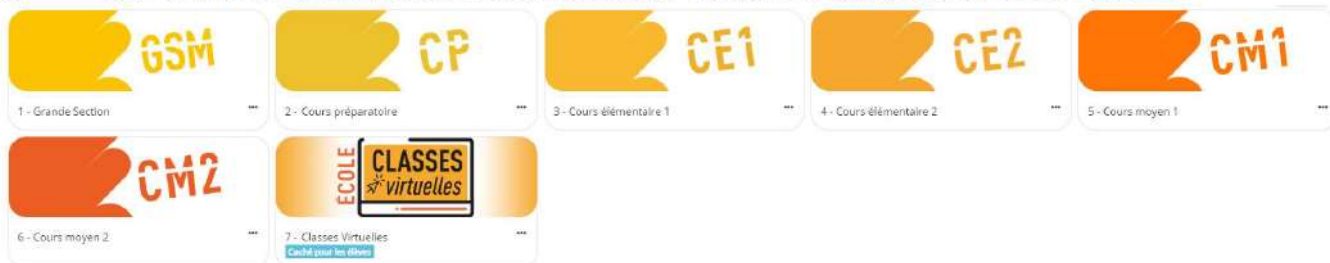 GSM
1 - Grande Section
CP
2 - Cours préparatoire
CE1
3 - Cours élémentaire 1
CE2
4 - Cours élémentaire 2
CM1
5 - Cours moyen 1
CM2
6 - Cours moyen 2
ÉCOLE
CLASSES
virtuelles
7 - Classes Virtuelles
Caché pour les élèves